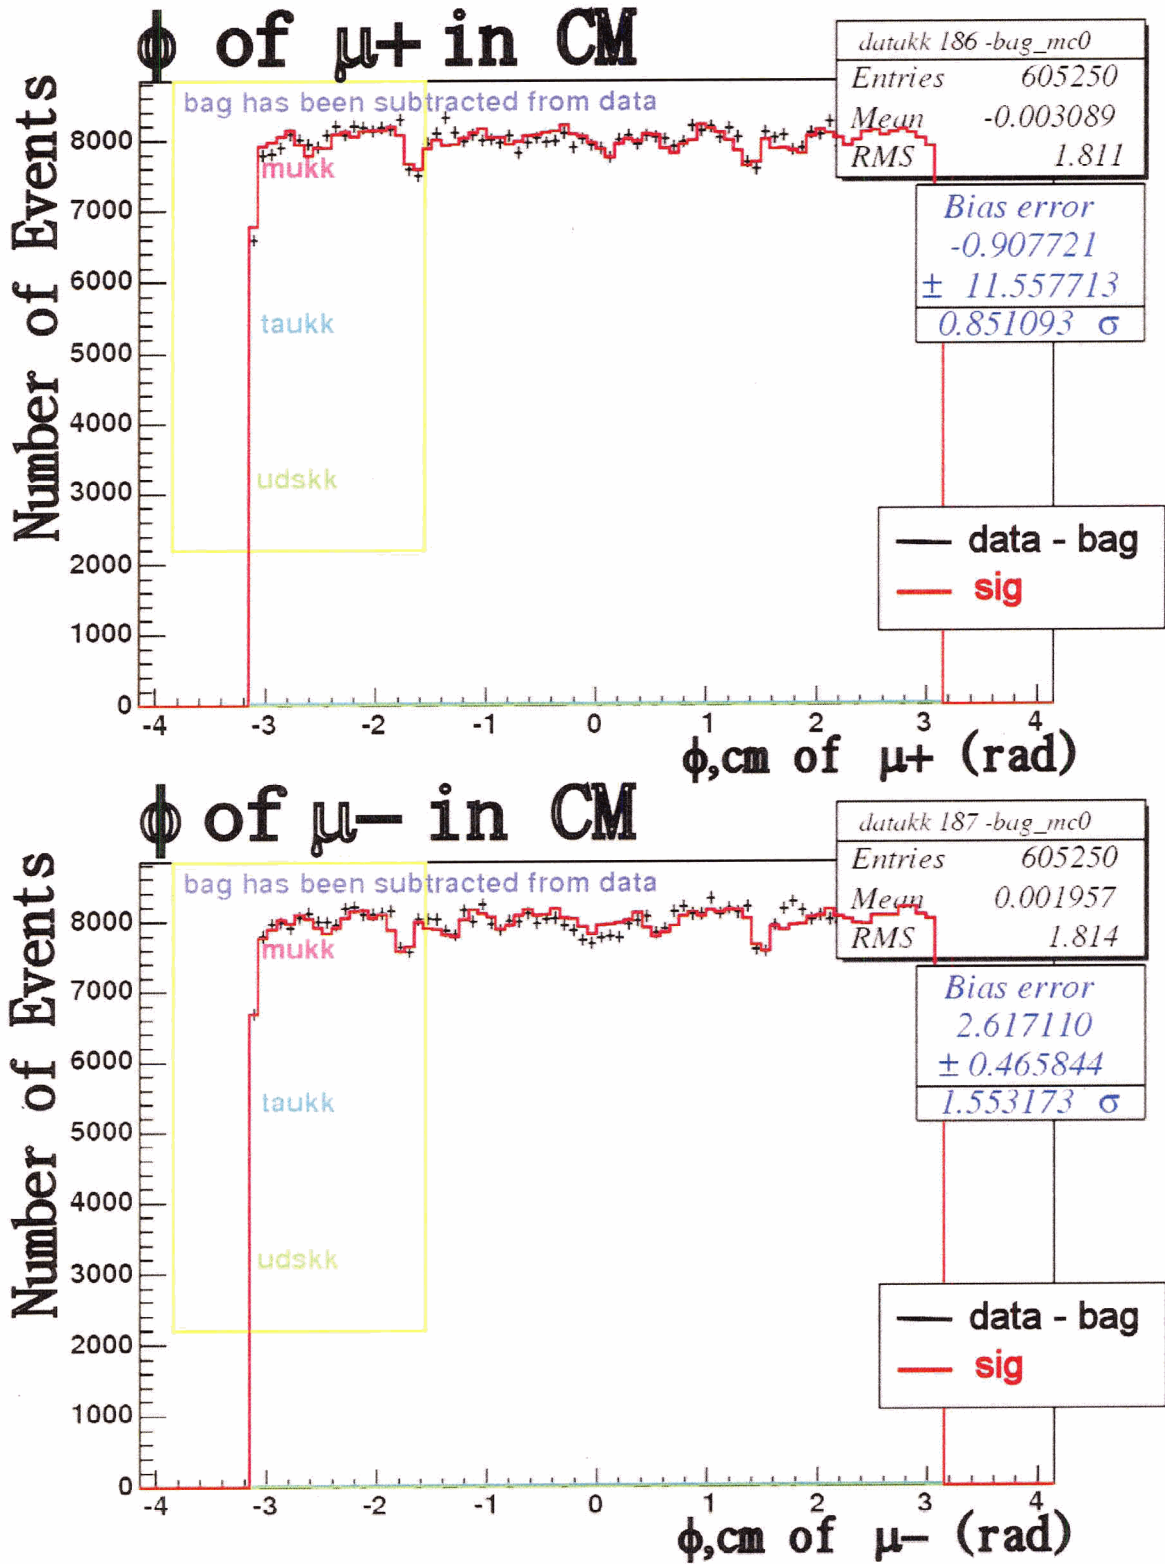 ϕ of μ+ in CM
datakk 186 -bag_mc0
Entries 605250
Mean -0.003089
RMS 1.811
bag has been subtracted from data
Bias error
-0.907721
± 11.557713
0.851093 σ
mukk
taukk
udskk
data - bag
sig
Number of Events
8000
7000
6000
5000
4000
3000
2000
1000
0
-4 -3 -2 -1 0 1 2 3 4
ϕ,cm of μ+ (rad)
ϕ of μ− in CM
datakk 187 -bag_mc0
Entries 605250
Mean 0.001957
RMS 1.814
bag has been subtracted from data
Bias error
2.617110
± 0.465844
1.553173 σ
mukk
taukk
udskk
data - bag
sig
Number of Events
8000
7000
6000
5000
4000
3000
2000
1000
0
-4 -3 -2 -1 0 1 2 3 4
ϕ,cm of μ− (rad)